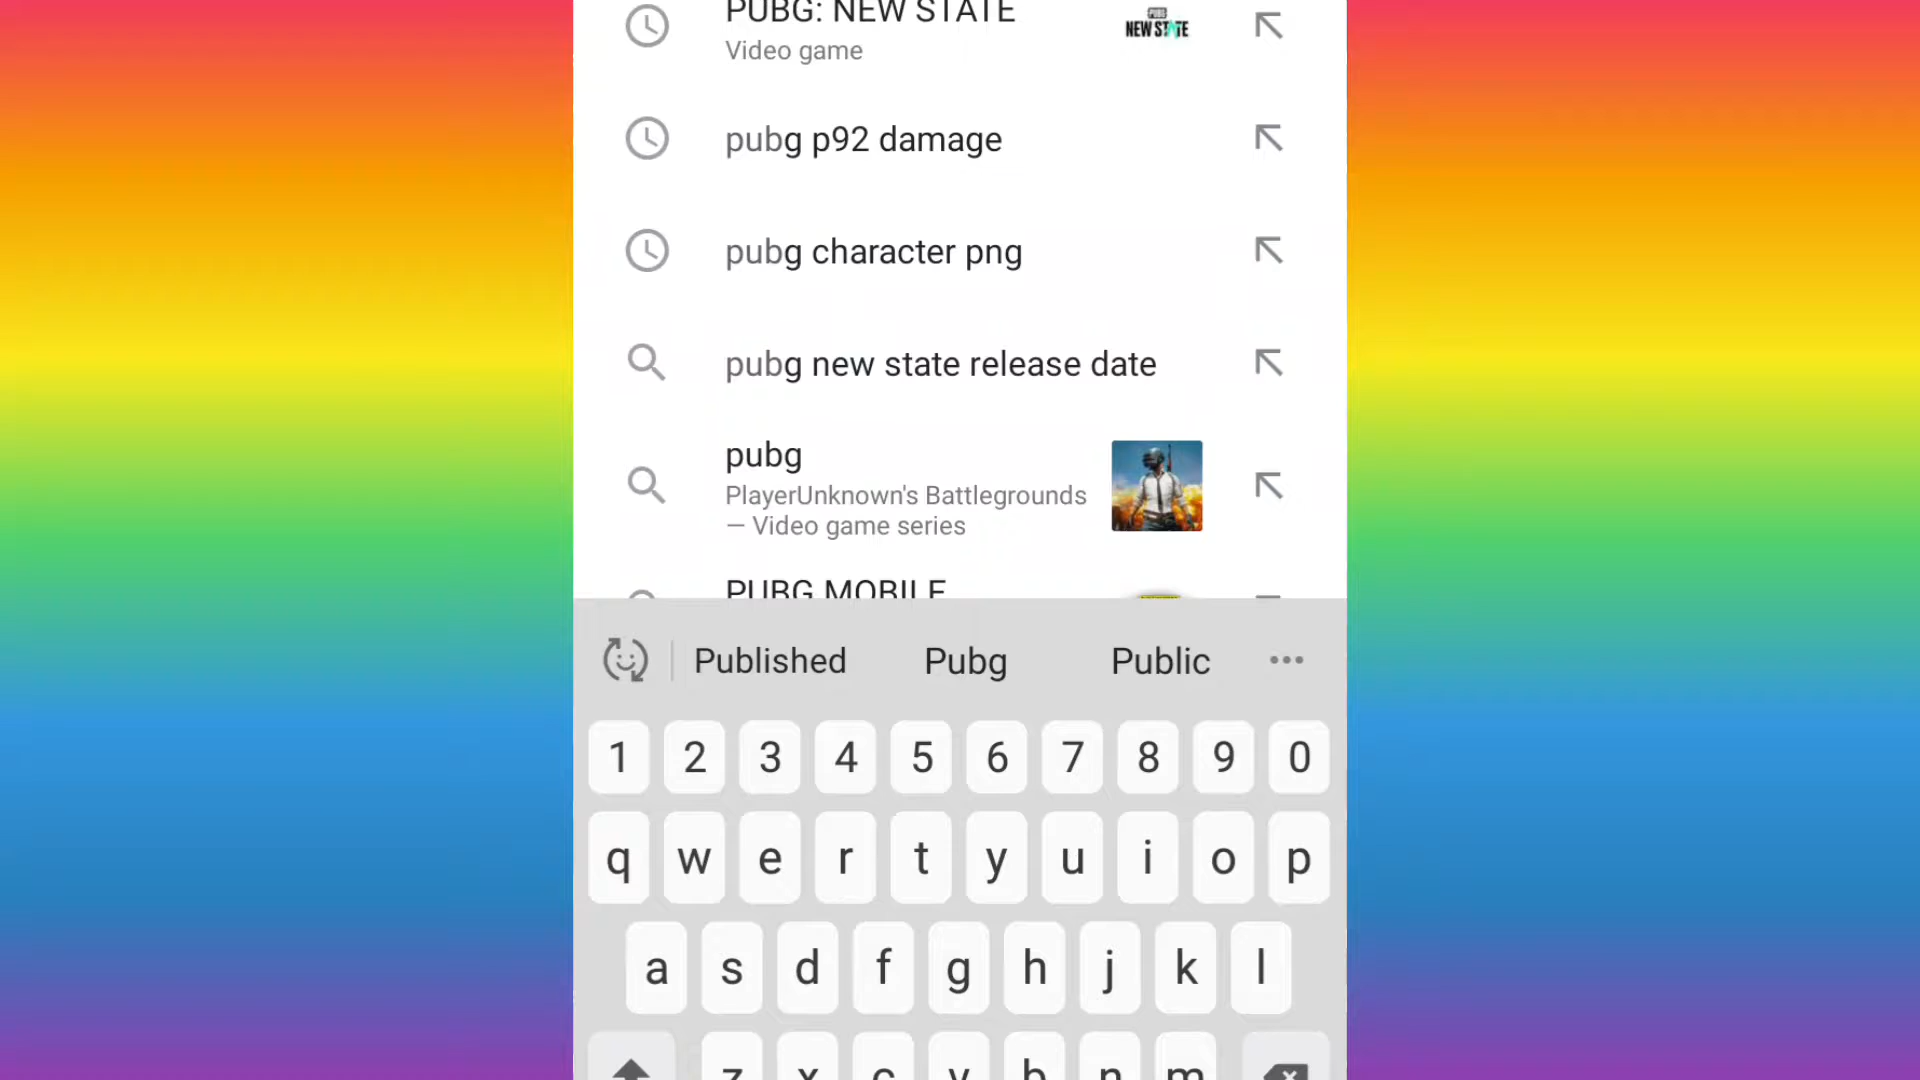 PUBG: NEW STATE
Video game
PUBG
NEW STATE
pubg p92 damage
pubg character png
pubg new state release date
pubg
PlayerUnknown's Battlegrounds
— Video game series
PUBG MOBILE
Published Pubg Public
1 2 3 4 5 6 7 8 9 0
q w e r t y u i o p
a s d f g h j k l
z x c v b n m